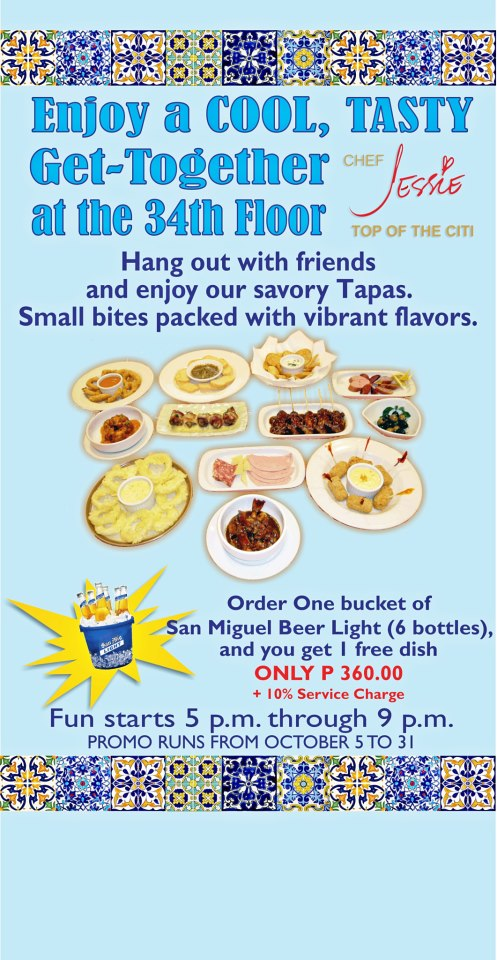 Enjoy a COOL, TASTY
Get-Together
at the 34th Floor
CHEF
Jessie
TOP OF THE CITI
Hang out with friends
and enjoy our savory Tapas.
Small bites packed with vibrant flavors.
San Mig
LIGHT
Order One bucket of
San Miguel Beer Light (6 bottles),
and you get 1 free dish
ONLY P 360.00
+ 10% Service Charge
Fun starts 5 p.m. through 9 p.m.
PROMO RUNS FROM OCTOBER 5 TO 31